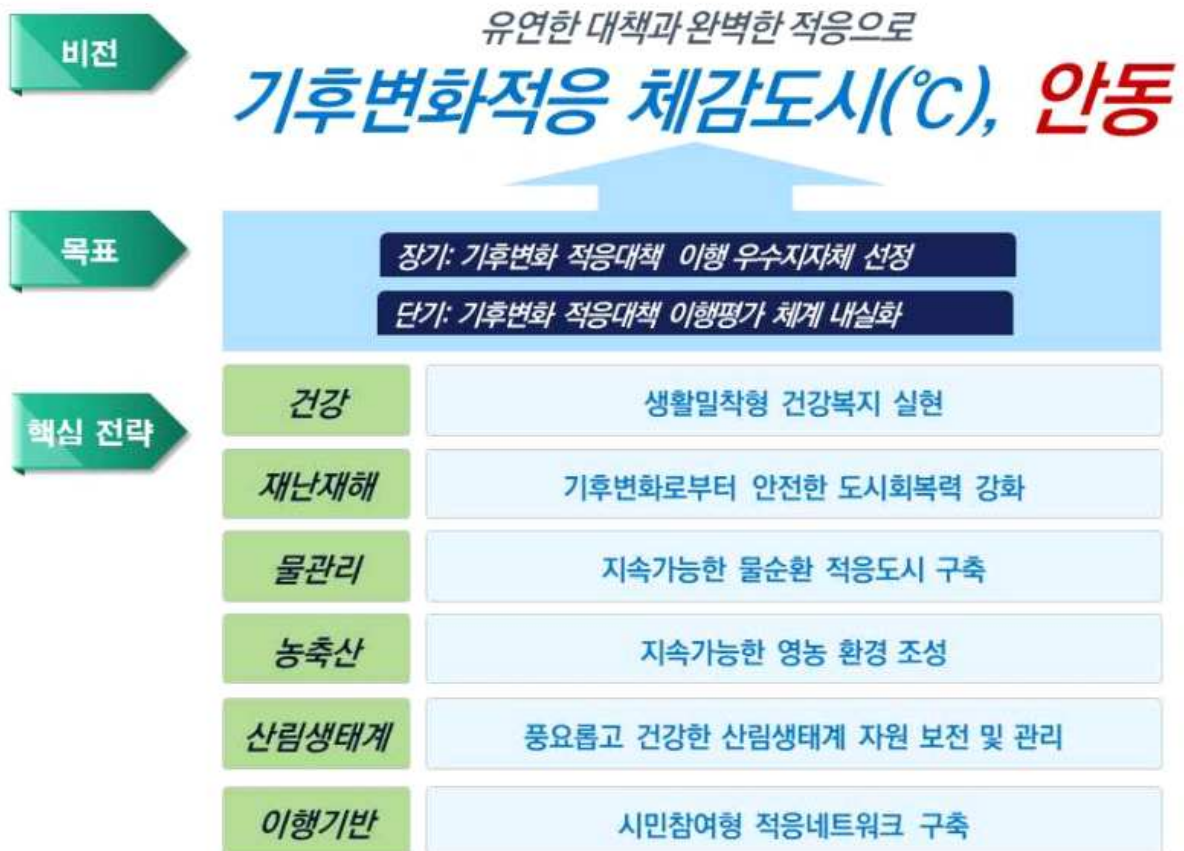 비전
유연한 대책과 완벽한 적응으로
기후변화적응 체감도시(℃), 안동
목표
장기: 기후변화 적응대책 이행 우수지자체 선정
단기: 기후변화 적응대책 이행평가 체계 내실화
핵심 전략
건강
생활밀착형 건강복지 실현
재난재해
기후변화로부터 안전한 도시회복력 강화
물관리
지속가능한 물순환 적응도시 구축
농축산
지속가능한 영농 환경 조성
산림생태계
풍요롭고 건강한 산림생태계 자원 보전 및 관리
이행기반
시민참여형 적응네트워크 구축